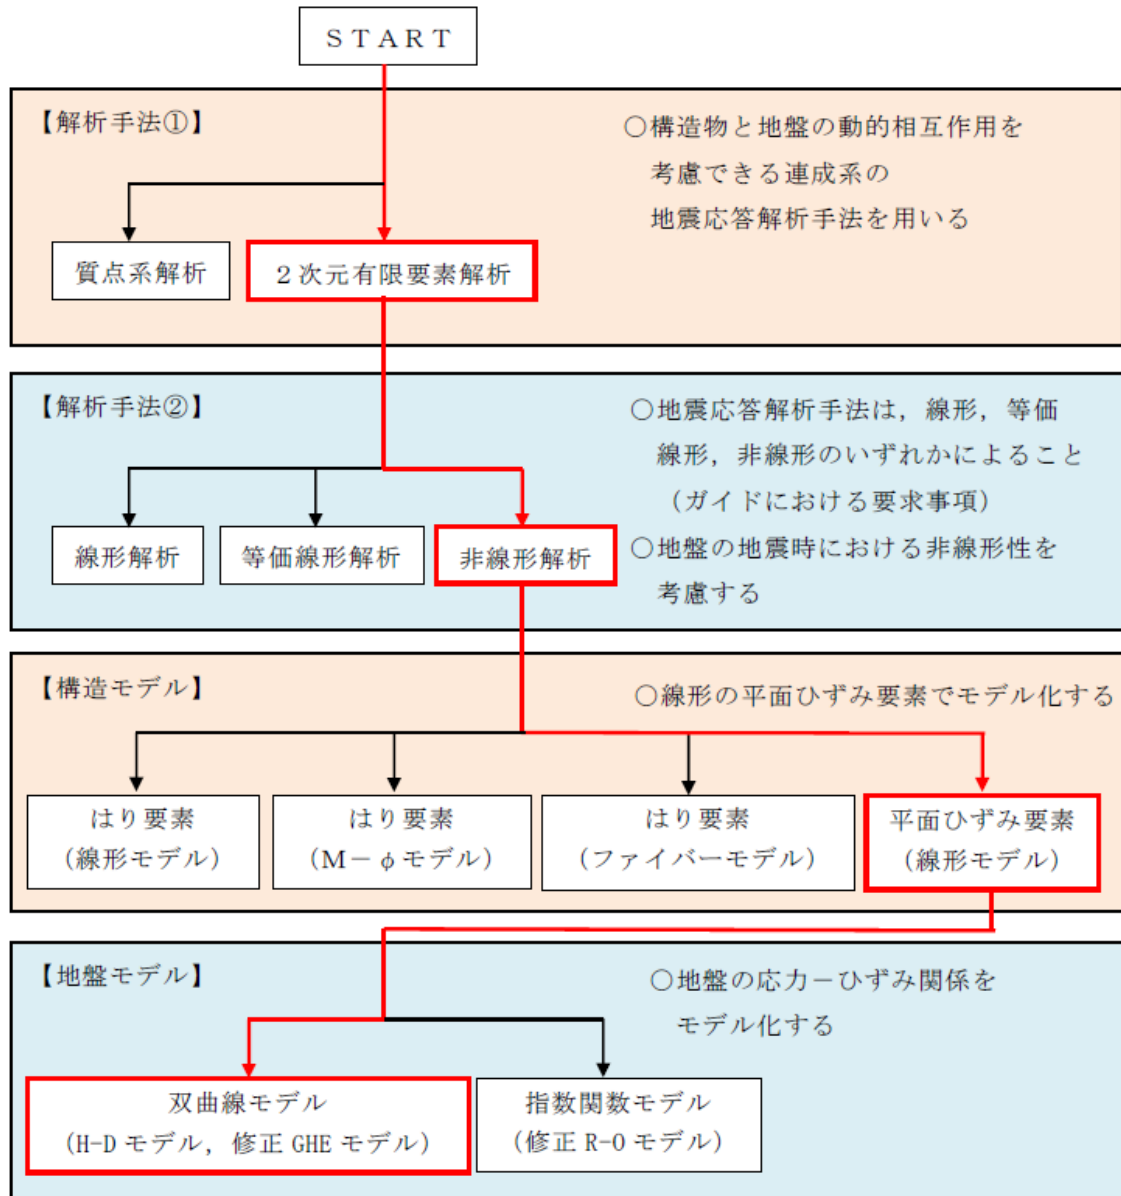 ＳＴＡＲＴ
【解析手法①】
○構造物と地盤の動的相互作用を
考慮できる連成系の
地震応答解析手法を用いる
質点系解析
２次元有限要素解析
【解析手法②】
○地震応答解析手法は，線形，等価
線形，非線形のいずれかによること
（ガイドにおける要求事項）
○地盤の地震時における非線形性を
考慮する
線形解析
等価線形解析
非線形解析
【構造モデル】
○線形の平面ひずみ要素でモデル化する
はり要素
（線形モデル）
はり要素
（Ｍ－φモデル）
はり要素
（ファイバーモデル）
平面ひずみ要素
（線形モデル）
【地盤モデル】
○地盤の応力－ひずみ関係を
モデル化する
双曲線モデル
（H-D モデル，修正 GHE モデル）
指数関数モデル
（修正 R-O モデル）